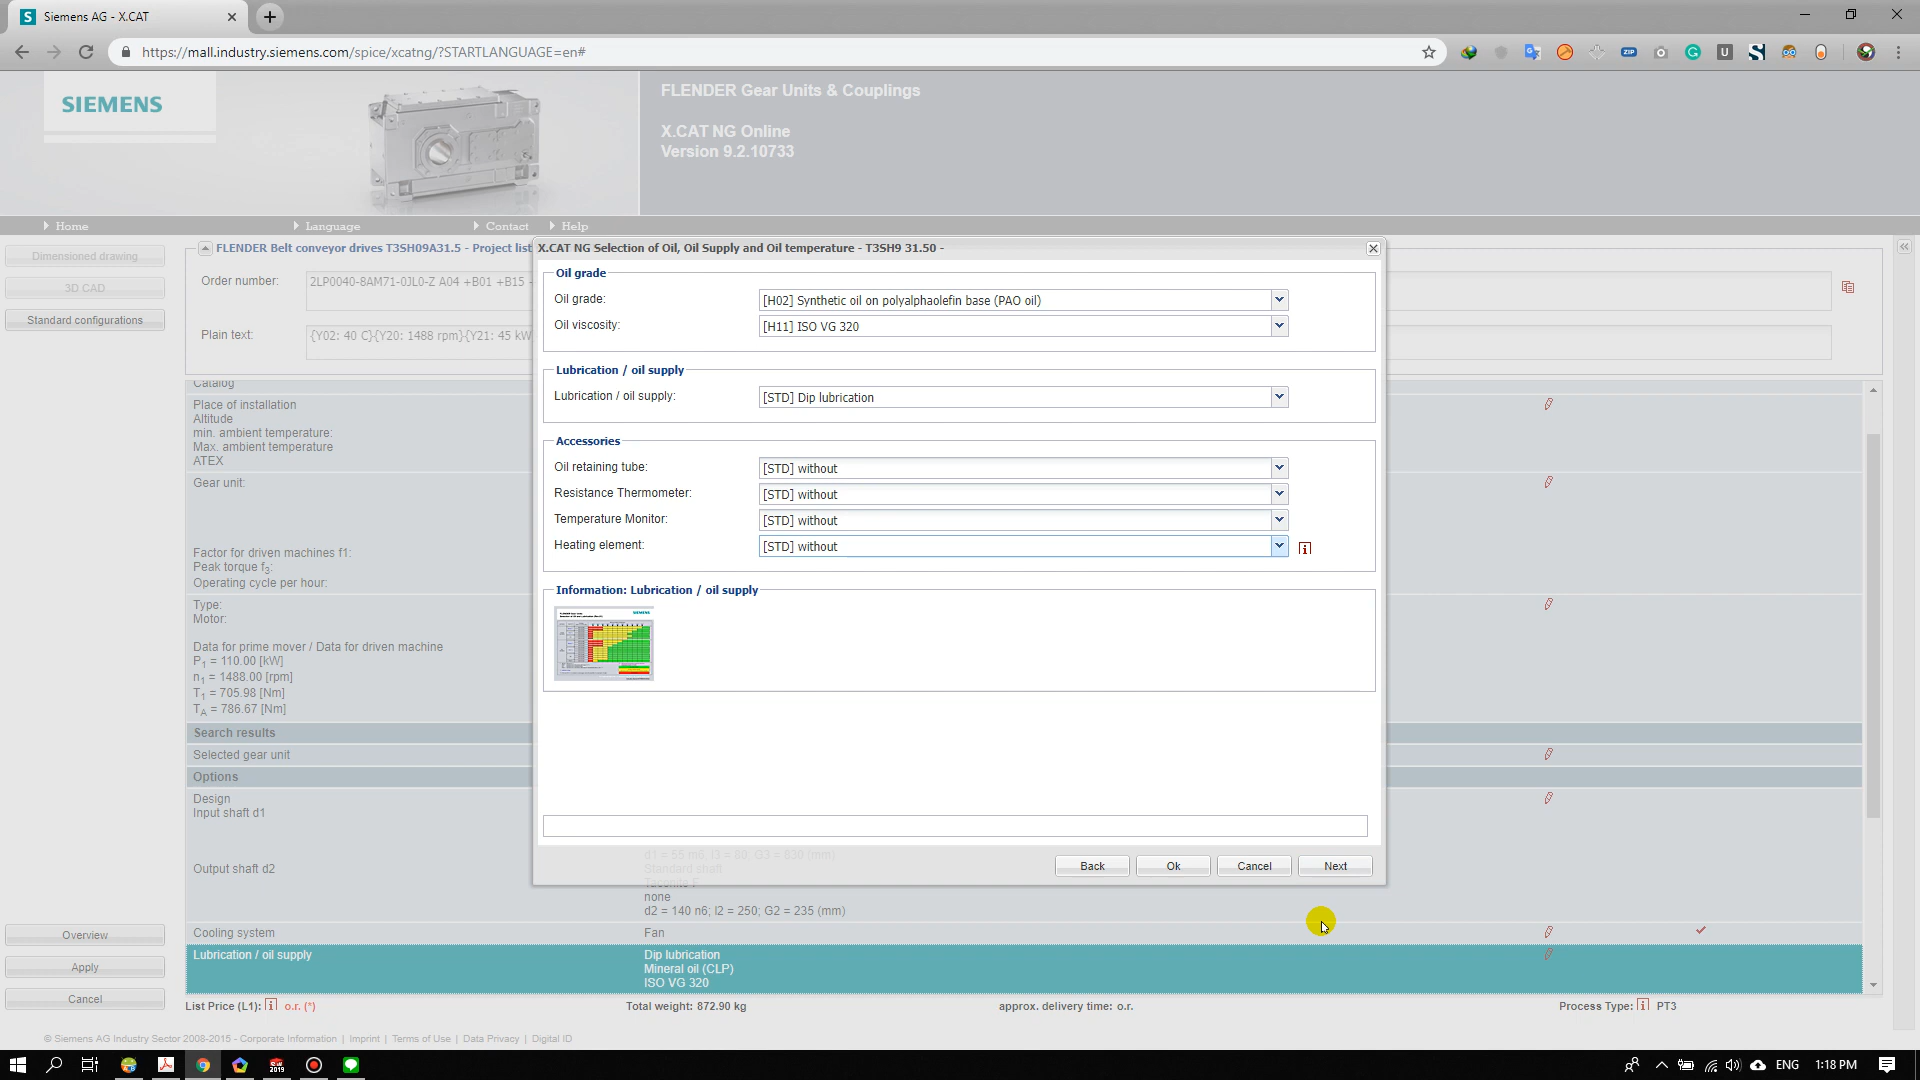 Siemens AG - X.CAT
https://mall.industry.siemens.com/spice/xcatng/?STARTLANGUAGE=en#
SIEMENS
FLENDER Gear Units & Couplings
X.CAT NG Online
Version 9.2.10733
Home
Language
Contact
Help
Dimensioned drawing
3D CAD
Standard configurations
FLENDER Belt conveyor drives T3SH09A31.5 - Project list
Order number:
2LP0040-8AM71-0JL0-Z A04 +B01 +B15 -
Plain text:
{Y02: 40 C}{Y20: 1488 rpm}{Y21: 45 kW
Catalog
Place of installation
Altitude
min. ambient temperature:
Max. ambient temperature
ATEX
Gear unit:
Factor for driven machines f1:
Peak torque f3:
Operating cycle per hour:
Type:
Motor:
Data for prime mover / Data for driven machine
P1 = 110.00 [kW]
n1 = 1488.00 [rpm]
T1 = 705.98 [Nm]
TA = 786.67 [Nm]
Search results
Selected gear unit
Options
Design
Input shaft d1
d1 = 55 m6; l3 = 80; G3 = 830 (mm)
Output shaft d2
Standard shaft
Taconite F
none
d2 = 140 n6; l2 = 250; G2 = 235 (mm)
Cooling system
Fan
Lubrication / oil supply
Dip lubrication
Mineral oil (CLP)
ISO VG 320
X.CAT NG Selection of Oil, Oil Supply and Oil temperature - T3SH9 31.50 -
Oil grade
Oil grade:
[H02] Synthetic oil on polyalphaolefin base (PAO oil)
Oil viscosity:
[H11] ISO VG 320
Lubrication / oil supply
Lubrication / oil supply:
[STD] Dip lubrication
Accessories
Oil retaining tube:
[STD] without
Resistance Thermometer:
[STD] without
Temperature Monitor:
[STD] without
Heating element:
[STD] without
Information: Lubrication / oil supply
SIEMENS
Back
Ok
Cancel
Next
Overview
Apply
Cancel
List Price (L1):
o.r. (*)
Total weight: 872.90 kg
approx. delivery time: o.r.
Process Type:
PT3
© Siemens AG Industry Sector 2008-2015 - Corporate Information | Imprint | Terms of Use | Data Privacy | Digital ID
ENG
1:18 PM